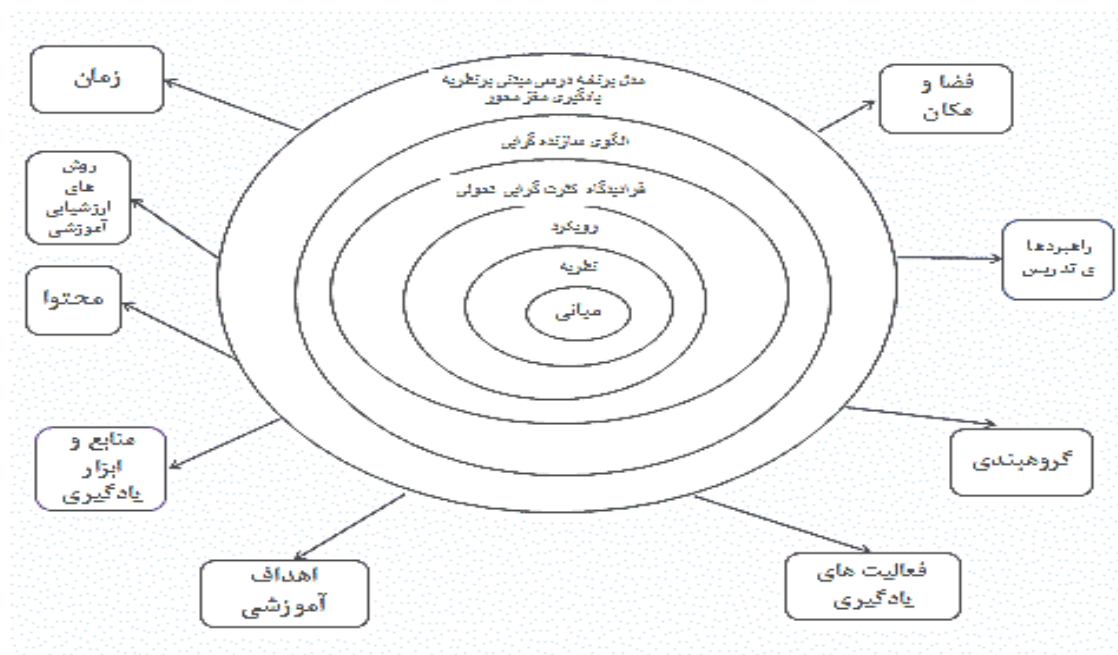 زمان
فضا و
مکان
مدل برنامه درسی مبتنی بر نظریه
یادگیری مغز محور
الگوی سازنده گرایی
فرادیدگاه کثرت گرایی تحولی
رویکرد
نظریه
مبانی
روش
های
ارزشیابی
آموزشی
راهبردها
ی تدریس
محتوا
منابع و
ابزار
یادگیری
گروهبندی
اهداف
آموزشی
فعالیت های
یادگیری